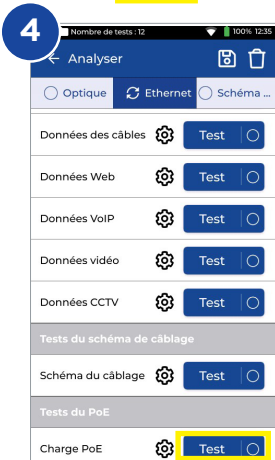 4
Nombre de tests : 12 100% 12:35
← Analyser
Optique Ethernet Schéma ...
Données des câbles Test
Données Web Test
Données VoIP Test
Données vidéo Test
Données CCTV Test
Tests du schéma de câblage
Schéma du câblage Test
Tests du PoE
Charge PoE Test